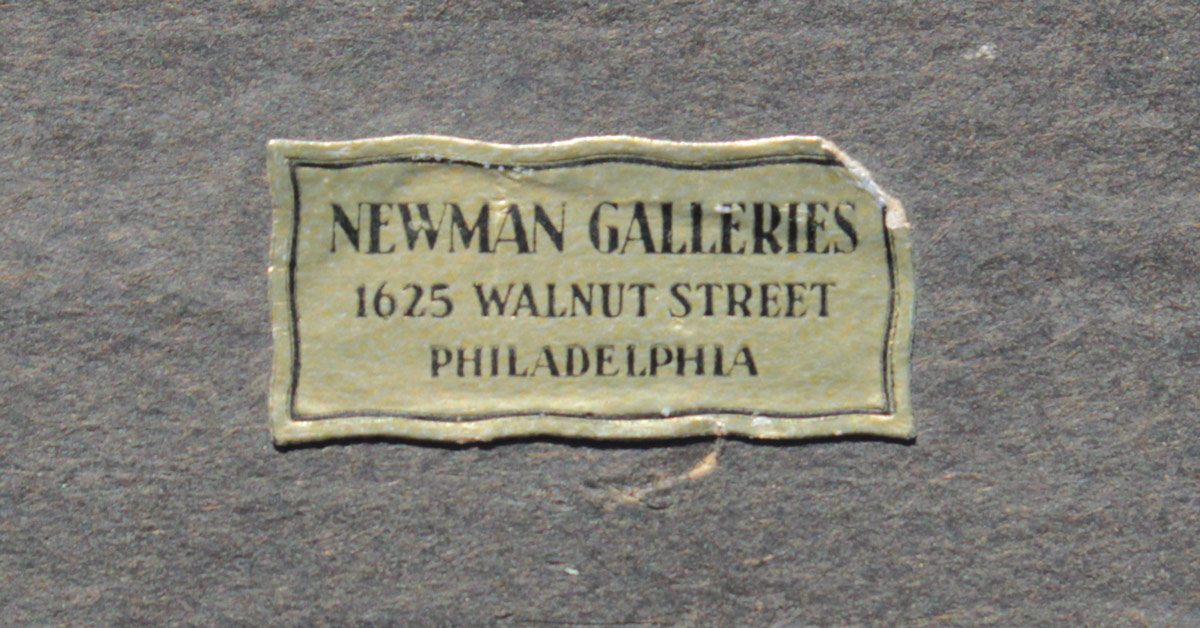 NEWMAN GALLERIES
1625 WALNUT STREET
PHILADELPHIA